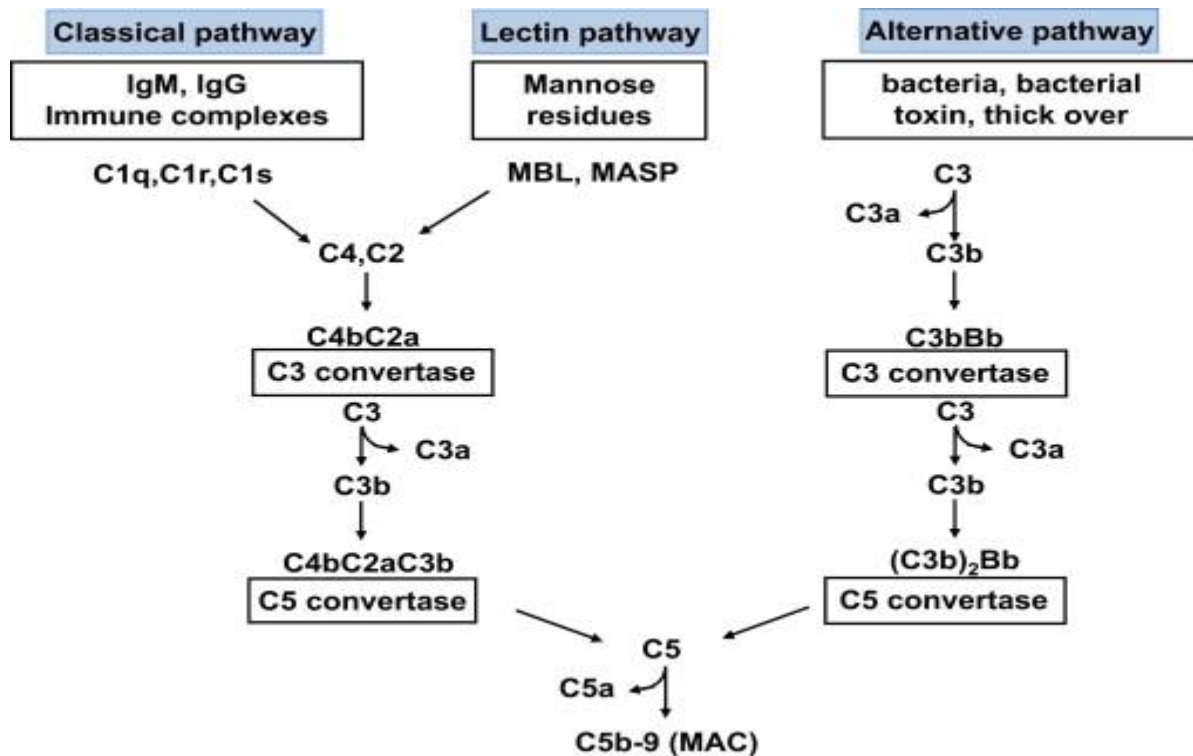 Classical pathway
Lectin pathway
Alternative pathway
IgM, IgG
Immune complexes
Mannose
residues
bacteria, bacterial
toxin, thick over
C1q,C1r,C1s
MBL, MASP
C3
C3a
C4,C2
C3b
C4bC2a
C3 convertase
C3bBb
C3 convertase
C3
C3a
C3
C3a
C3b
C3b
C4bC2aC3b
C5 convertase
(C3b)₂Bb
C5 convertase
C5
C5a
C5b-9 (MAC)